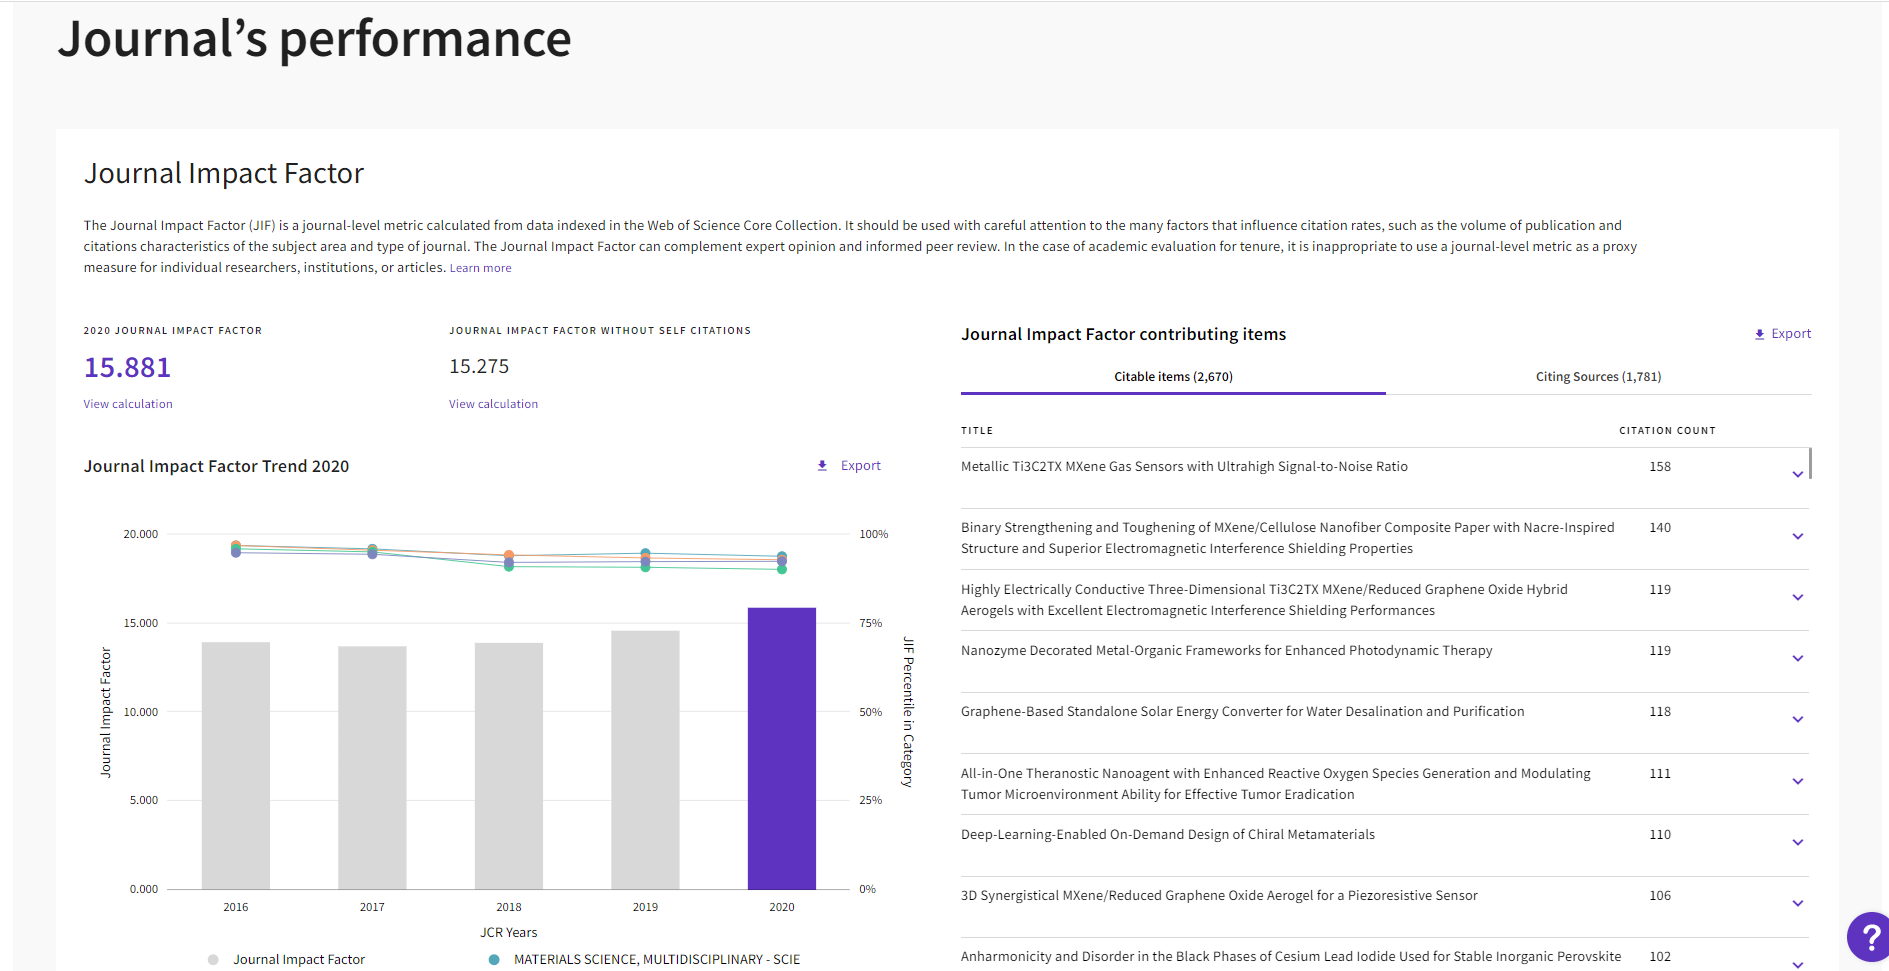 Journal’s performance
Journal Impact Factor
The Journal Impact Factor (JIF) is a journal-level metric calculated from data indexed in the Web of Science Core Collection. It should be used with careful attention to the many factors that influence citation rates, such as the volume of publication and
citations characteristics of the subject area and type of journal. The Journal Impact Factor can complement expert opinion and informed peer review. In the case of academic evaluation for tenure, it is inappropriate to use a journal-level metric as a proxy
measure for individual researchers, institutions, or articles. Learn more
2020 JOURNAL IMPACT FACTOR
15.881
View calculation
JOURNAL IMPACT FACTOR WITHOUT SELF CITATIONS
15.275
View calculation
Journal Impact Factor Trend 2020
Export
20.000
15.000
10.000
5.000
0.000
Journal Impact Factor
100%
75%
50%
25%
0%
JIF Percentile in Category
2016 2017 2018 2019 2020
JCR Years
Journal Impact Factor
MATERIALS SCIENCE, MULTIDISCIPLINARY - SCIE
Journal Impact Factor contributing items
Export
Citable items (2,670)
Citing Sources (1,781)
TITLE CITATION COUNT
Metallic Ti3C2TX MXene Gas Sensors with Ultrahigh Signal-to-Noise Ratio 158
Binary Strengthening and Toughening of MXene/Cellulose Nanofiber Composite Paper with Nacre-Inspired 140
Structure and Superior Electromagnetic Interference Shielding Properties
Highly Electrically Conductive Three-Dimensional Ti3C2TX MXene/Reduced Graphene Oxide Hybrid 119
Aerogels with Excellent Electromagnetic Interference Shielding Performances
Nanozyme Decorated Metal-Organic Frameworks for Enhanced Photodynamic Therapy 119
Graphene-Based Standalone Solar Energy Converter for Water Desalination and Purification 118
All-in-One Theranostic Nanoagent with Enhanced Reactive Oxygen Species Generation and Modulating 111
Tumor Microenvironment Ability for Effective Tumor Eradication
Deep-Learning-Enabled On-Demand Design of Chiral Metamaterials 110
3D Synergistical MXene/Reduced Graphene Oxide Aerogel for a Piezoresistive Sensor 106
Anharmonicity and Disorder in the Black Phases of Cesium Lead Iodide Used for Stable Inorganic Perovskite 102
?